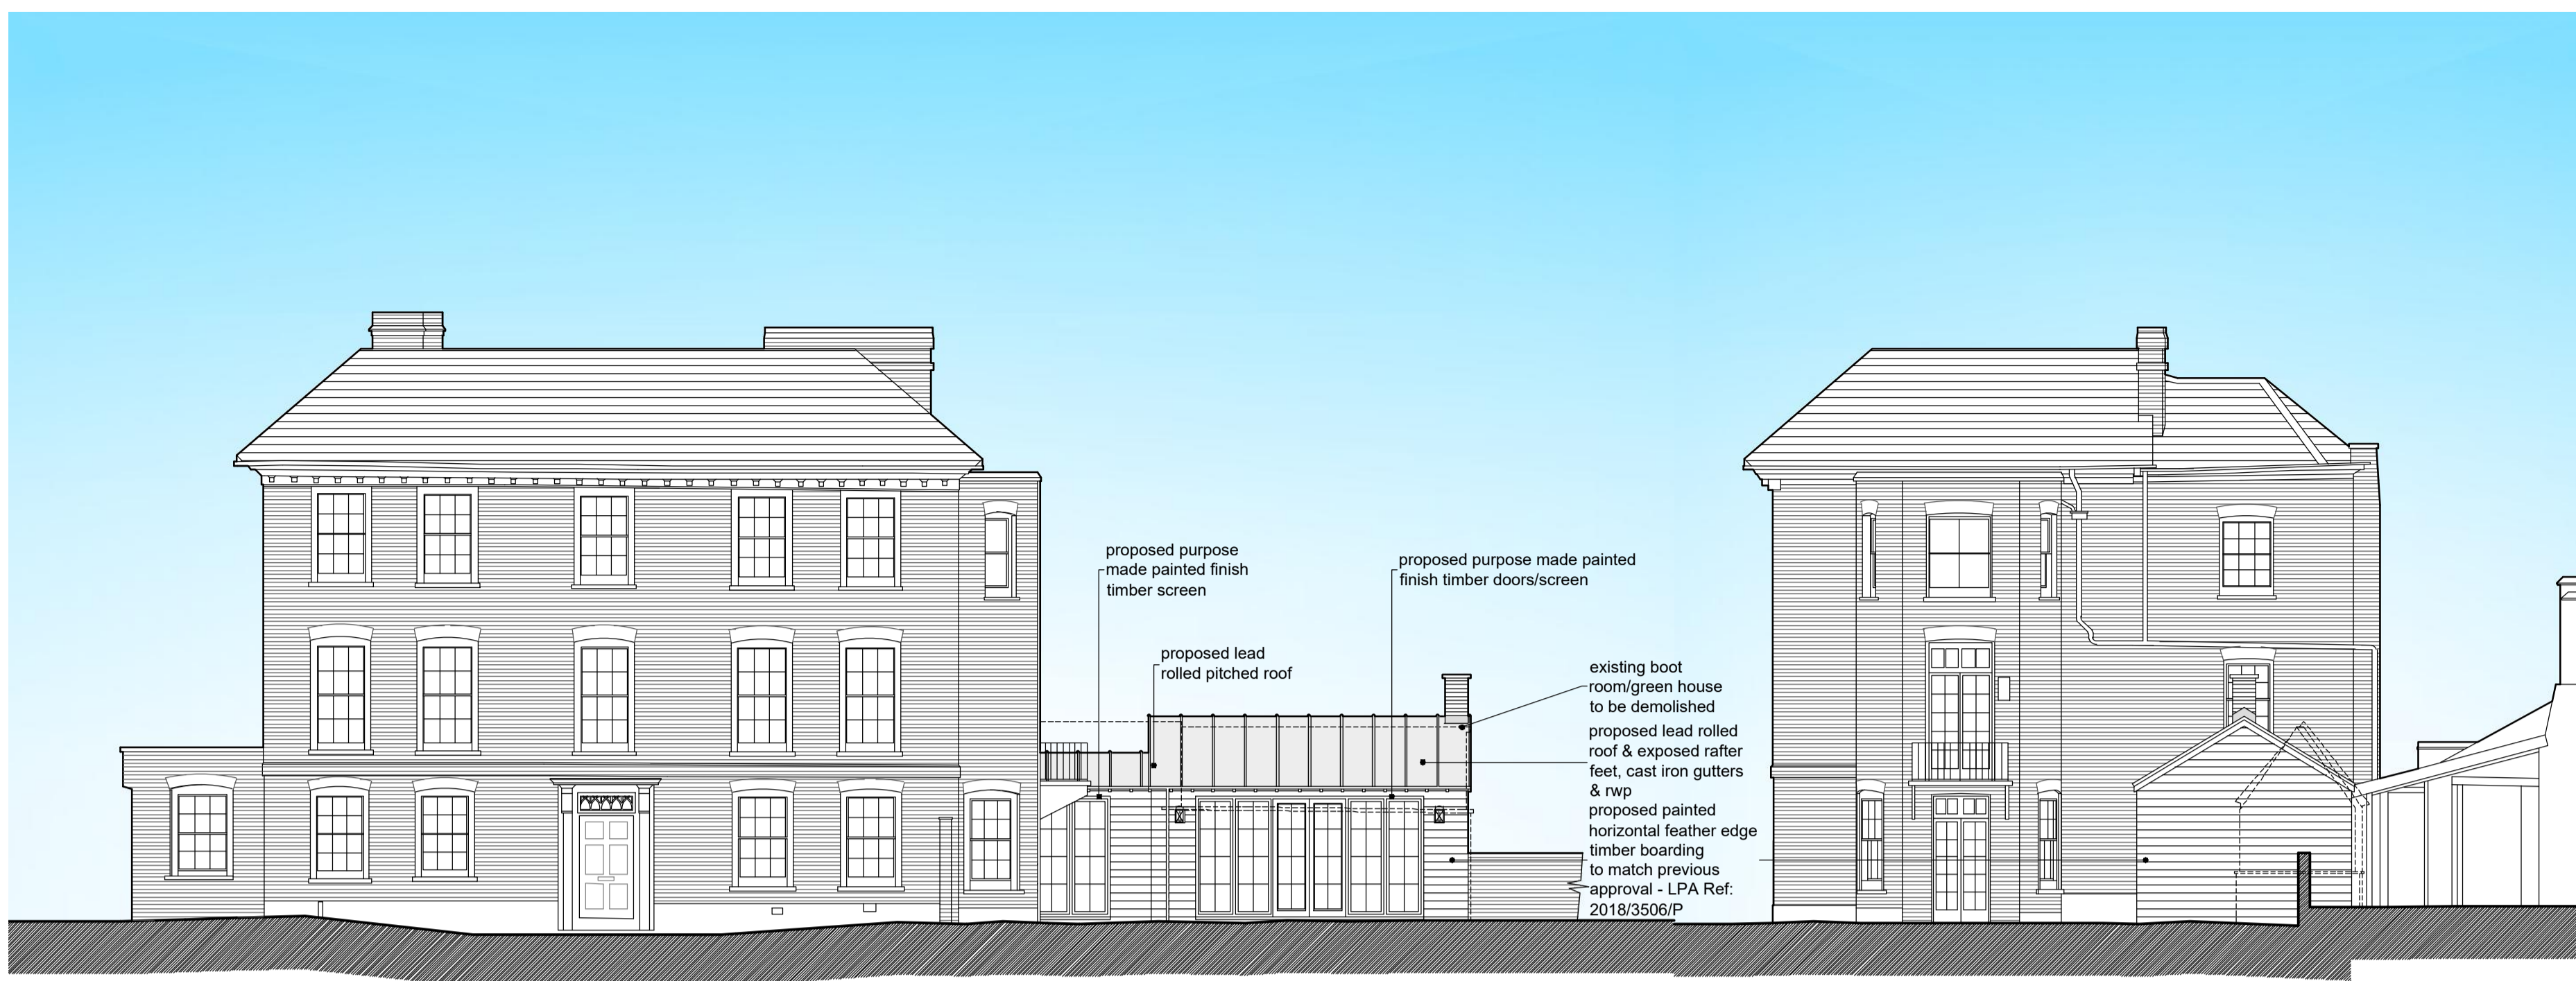 proposed purpose
made painted finish
timber screen
proposed purpose made painted
finish timber doors/screen
proposed lead
rolled pitched roof
existing boot
room/green house
to be demolished
proposed lead rolled
roof & exposed rafter
feet, cast iron gutters
& rwp
proposed painted
horizontal feather edge
timber boarding
to match previous
approval - LPA Ref:
2018/3506/P